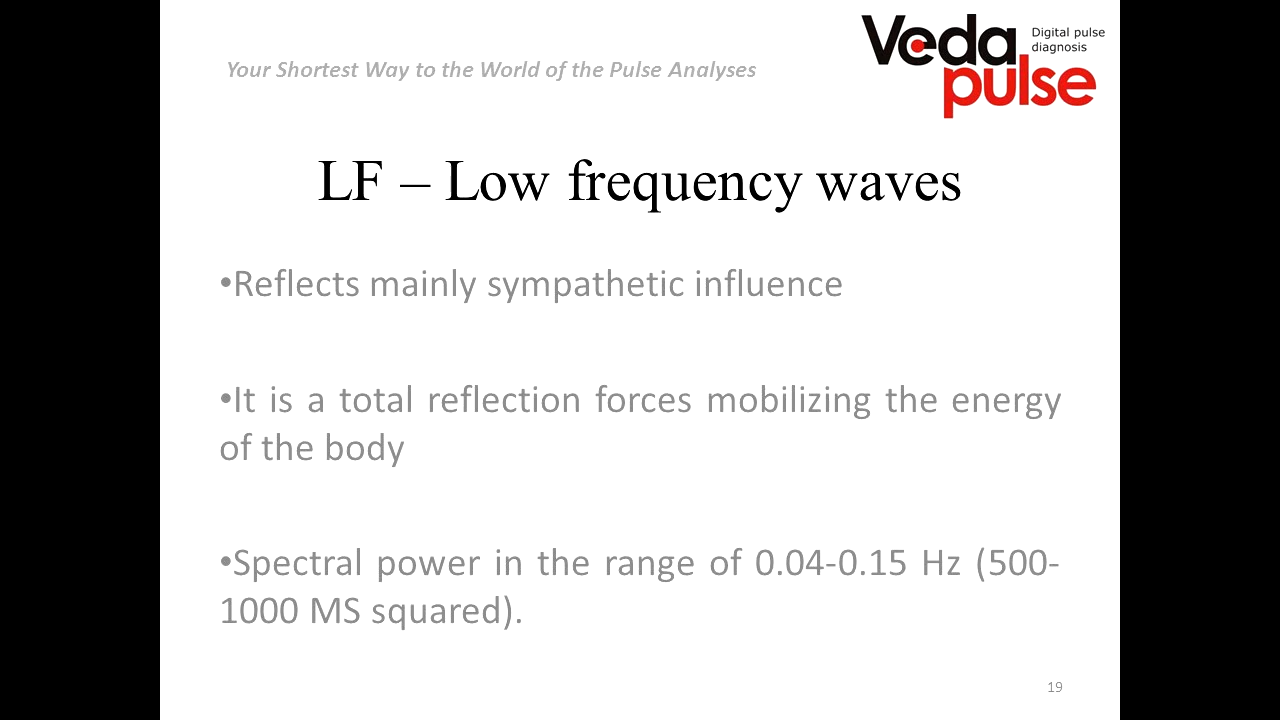 Your Shortest Way to the World of the Pulse Analyses
Veda
pulse
Digital pulse
diagnosis
LF – Low frequency waves
•Reflects mainly sympathetic influence
•It is a total reflection forces mobilizing the energy
of the body
•Spectral power in the range of 0.04-0.15 Hz (500-
1000 MS squared).
19